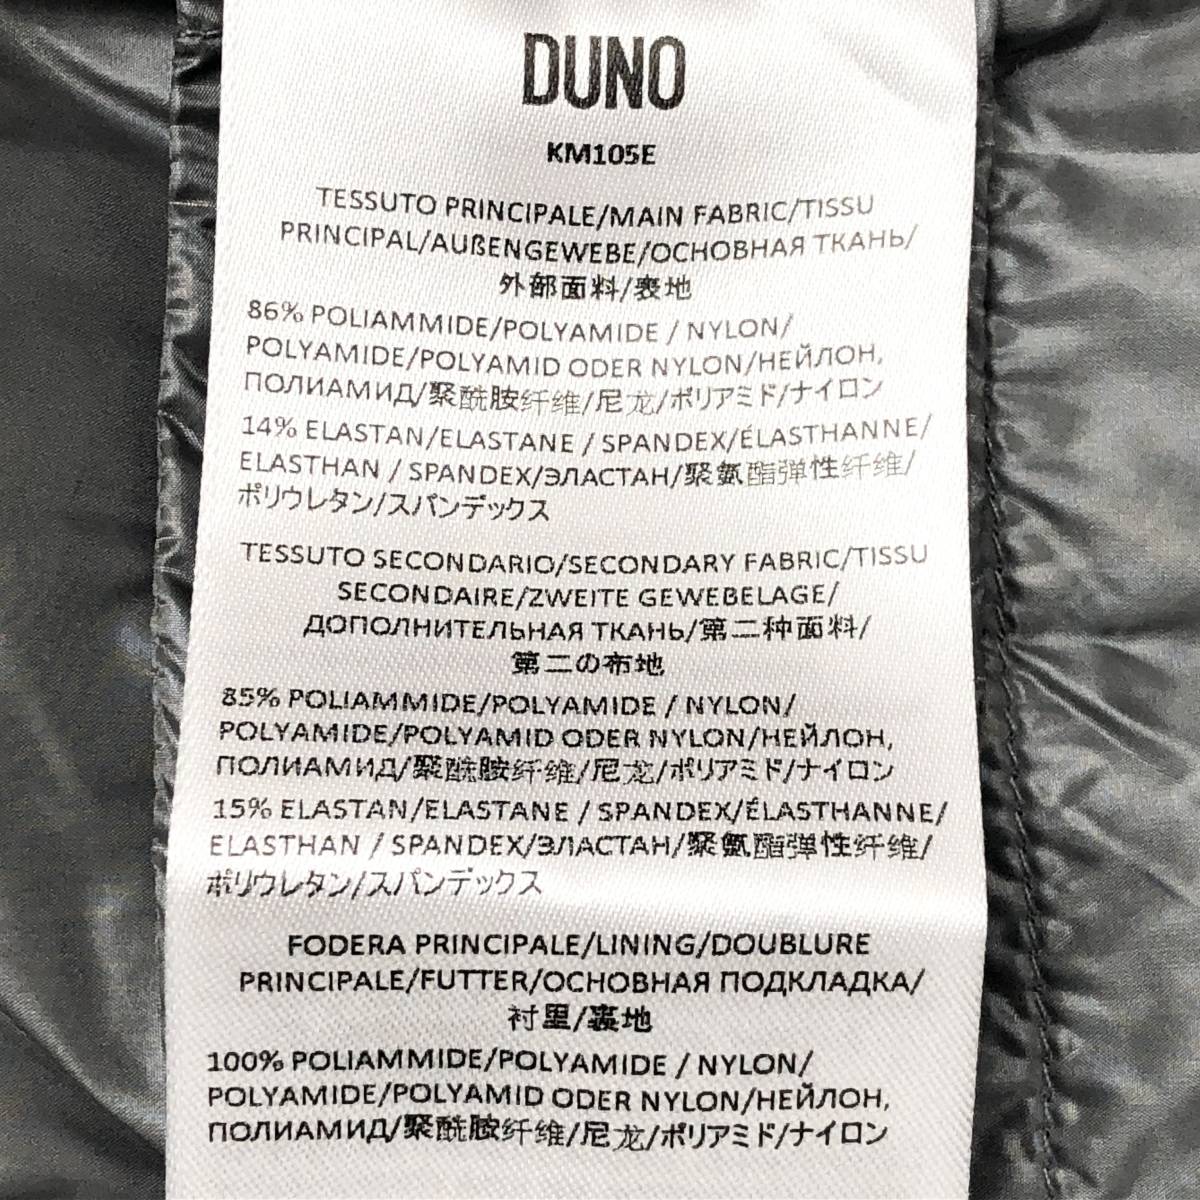 DUNO
KM105E
TESSUTO PRINCIPALE/MAIN FABRIC/TISSU
PRINCIPAL/AUßENGEWEBE/ОСНОВНАЯ ТКАНЬ/
外部面料/表地
86% POLIAMMIDE/POLYAMIDE / NYLON/
POLYAMIDE/POLYAMID ODER NYLON/НЕЙЛОН,
ПОЛИАМИД/聚酰胺纤维/尼龙/ポリアミド/ナイロン
14% ELASTAN/ELASTANE / SPANDEX/ÉLASTHANNE/
ELASTHAN / SPANDEX/ЭЛАСТАН/聚氨酯弹性纤维/
ポリウレタン/スパンデックス
TESSUTO SECONDARIO/SECONDARY FABRIC/TISSU
SECONDAIRE/ZWEITE GEWEBELAGE/
ДОПОЛНИТЕЛЬНАЯ ТКАНЬ/第二种面料/
第二の布地
85% POLIAMMIDE/POLYAMIDE / NYLON/
POLYAMIDE/POLYAMID ODER NYLON/НЕЙЛОН,
ПОЛИАМИД/聚酰胺纤维/尼龙/ポリアミド/ナイロン
15% ELASTAN/ELASTANE / SPANDEX/ÉLASTHANNE/
ELASTHAN / SPANDEX/ЭЛАСТАН/聚氨酯弹性纤维/
ポリウレタン/スパンデックス
FODERA PRINCIPALE/LINING/DOUBLURE
PRINCIPALE/FUTTER/ОСНОВНАЯ ПОДКЛАДКА/
衬里/裏地
100% POLIAMMIDE/POLYAMIDE / NYLON/
POLYAMIDE/POLYAMID ODER NYLON/НЕЙЛОН,
ПОЛИАМИД/聚酰胺纤维/尼龙/ポリアミド/ナイロン